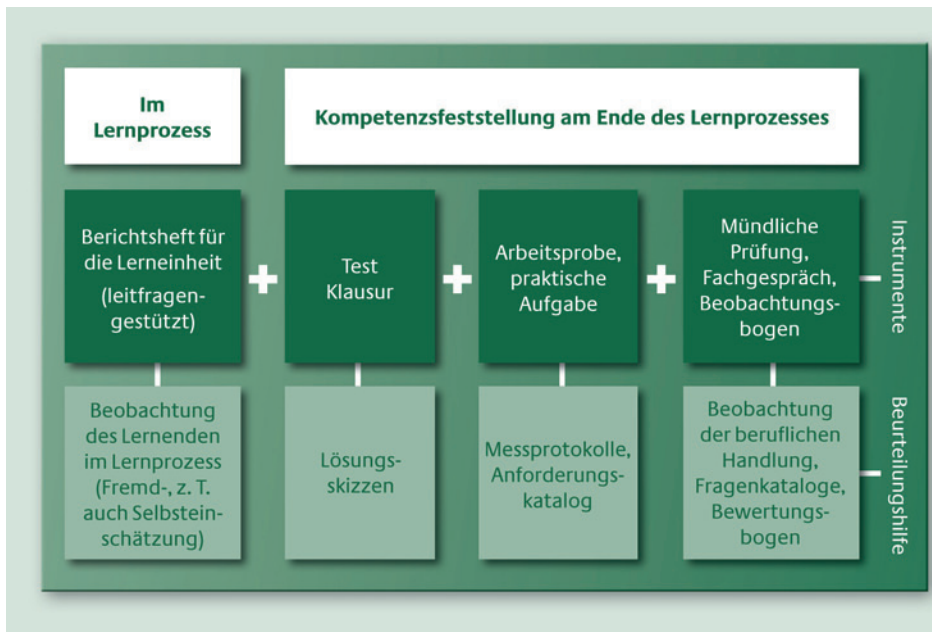 Im
Lernprozess
Kompetenzsfeststellung am Ende des Lernprozesses
Berichtsheft für
die Lerneinheit
(leitfragen-
gestützt)
Test
Klausur
Arbeitsprobe,
praktische
Aufgabe
Mündliche
Prüfung,
Fachgespräch,
Beobachtungs-
bogen
Instrumente
Beobachtung
des Lernenden
im Lernprozess
(Fremd-, z. T.
auch Selbstein-
schätzung)
Lösungs-
skizzen
Messprotokolle,
Anforderungs-
katalog
Beobachtung
der beruflichen
Handlung,
Fragenkataloge,
Bewertungs-
bogen
Beurteilungshilfe